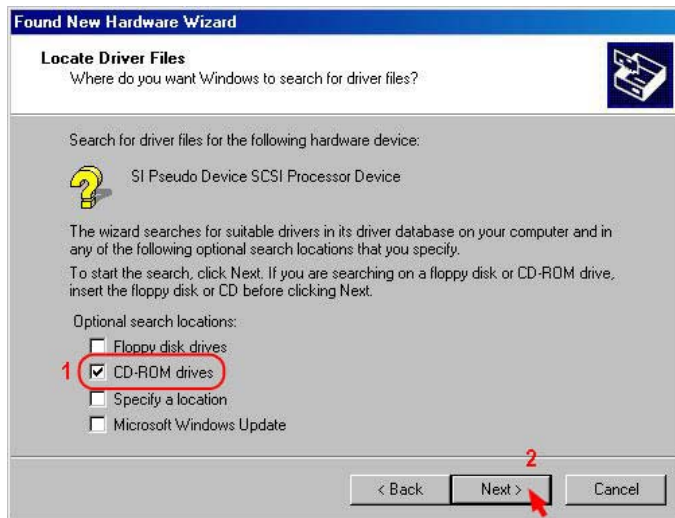 Found New Hardware Wizard
Locate Driver Files
Where do you want Windows to search for driver files?
Search for driver files for the following hardware device:
SI Pseudo Device SCSI Processor Device
The wizard searches for suitable drivers in its driver database on your computer and in
any of the following optional search locations that you specify.
To start the search, click Next. If you are searching on a floppy disk or CD-ROM drive,
insert the floppy disk or CD before clicking Next.
Optional search locations:
Floppy disk drives
1 CD-ROM drives
Specify a location
Microsoft Windows Update
2
< Back Next > Cancel